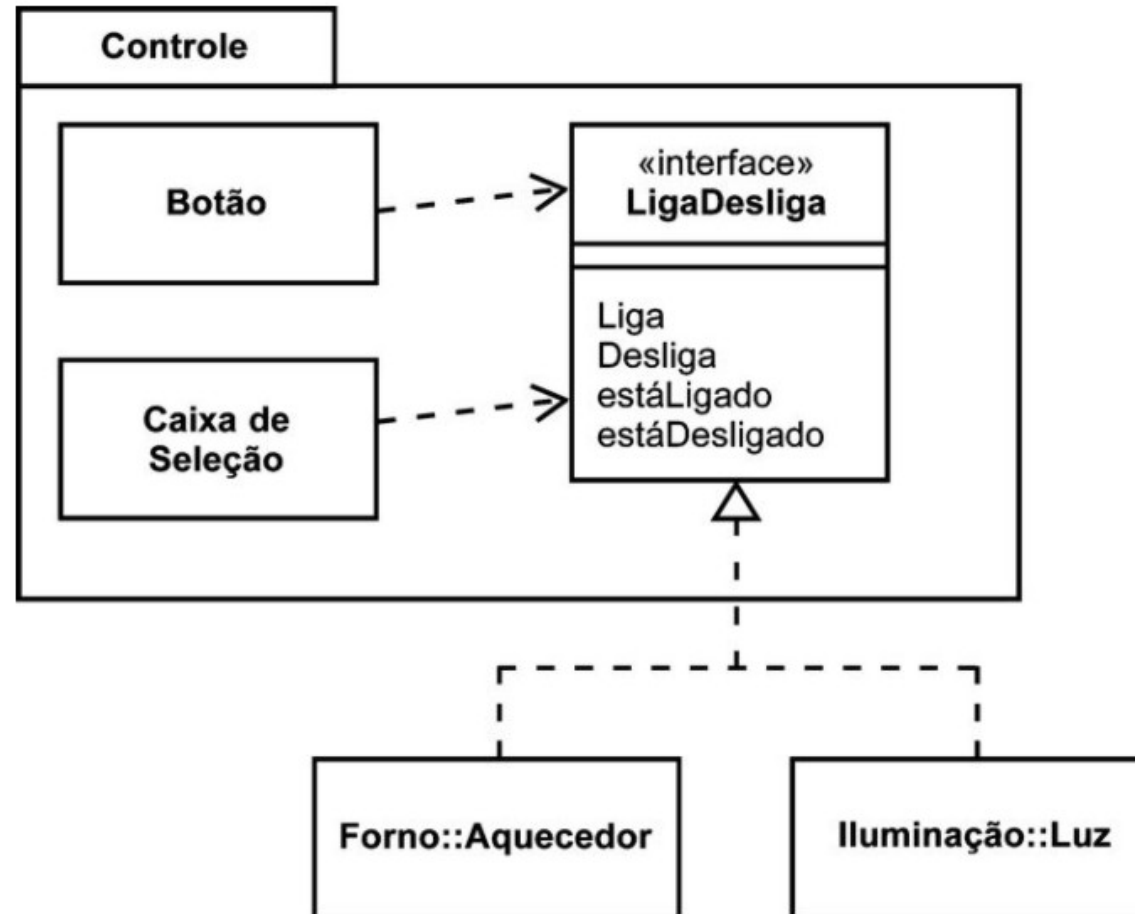 Controle
Botão
«interface»
LigaDesliga
Liga
Desliga
estáLigado
estáDesligado
Caixa de
Seleção
Forno::Aquecedor
Iluminação::Luz